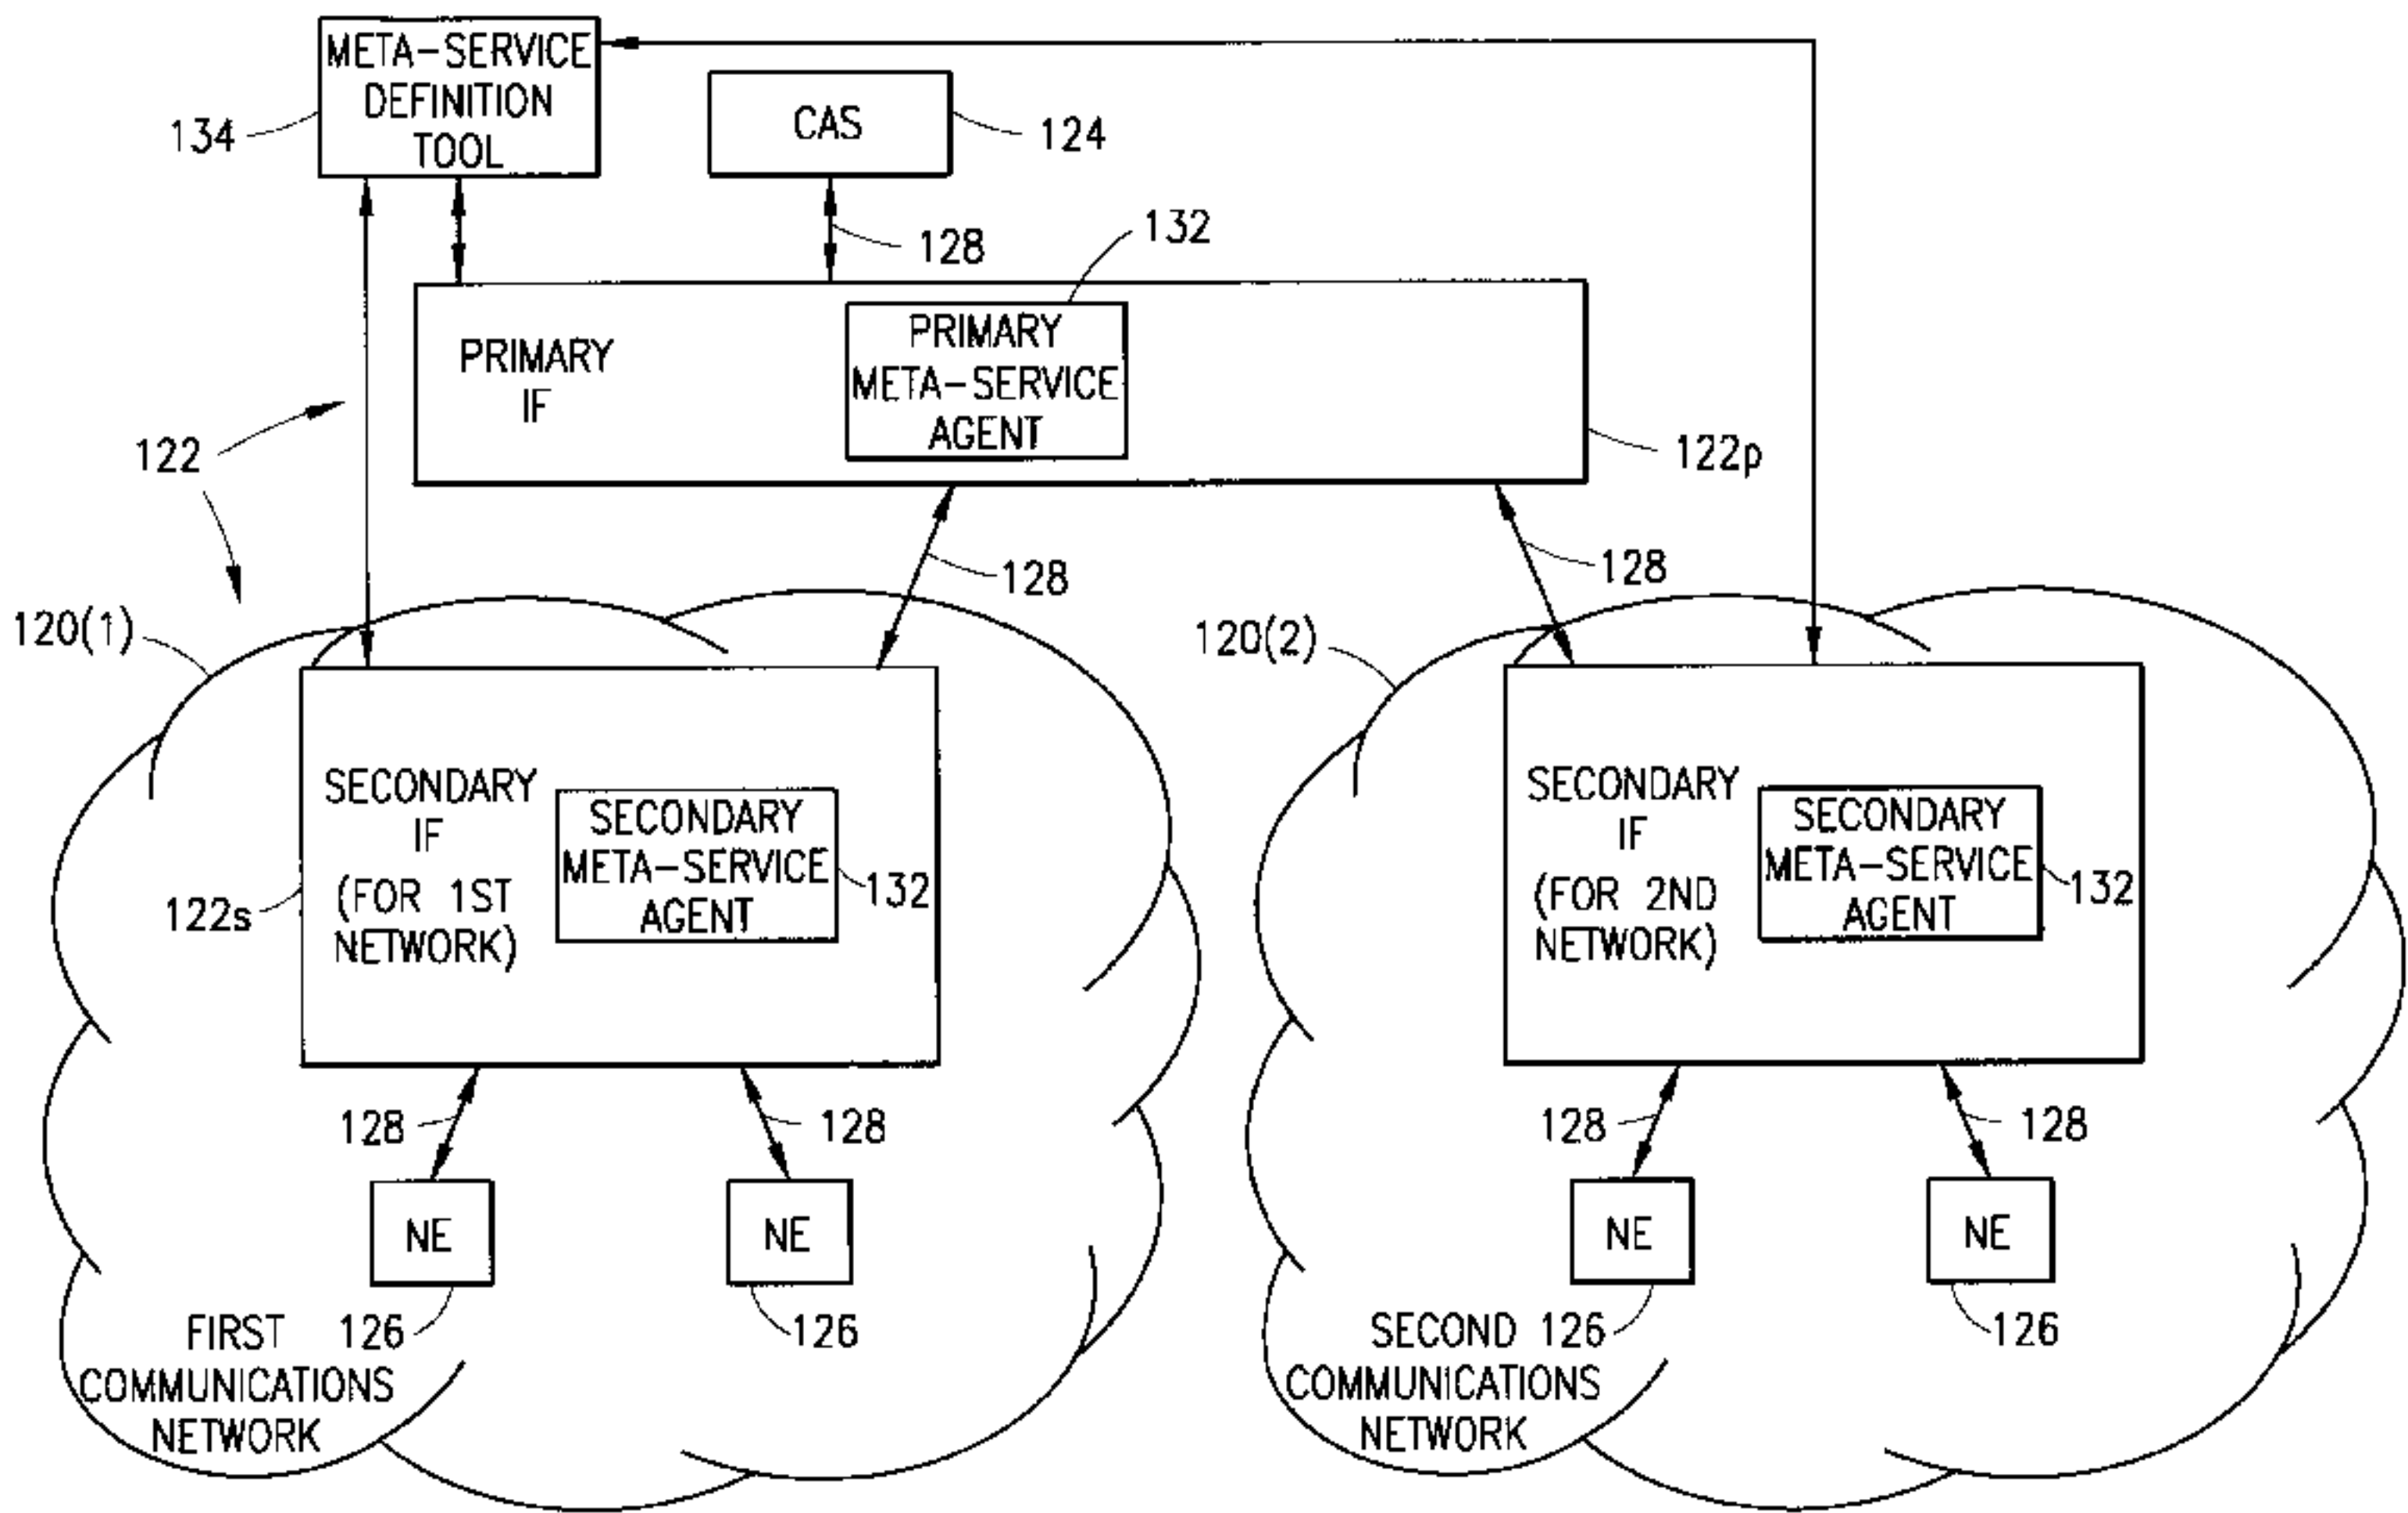 META-SERVICE
DEFINITION
TOOL
134
CAS
124
128
132
PRIMARY
IF
PRIMARY
META-SERVICE
AGENT
122
122p
128
128
120(1)
120(2)
SECONDARY
IF
(FOR 1ST
NETWORK)
SECONDARY
META-SERVICE
AGENT
132
122s
SECONDARY
IF
(FOR 2ND
NETWORK)
SECONDARY
META-SERVICE
AGENT
132
128
128
128
128
NE
NE
NE
NE
126
126
126
126
FIRST
COMMUNICATIONS
NETWORK
SECOND
COMMUNICATIONS
NETWORK